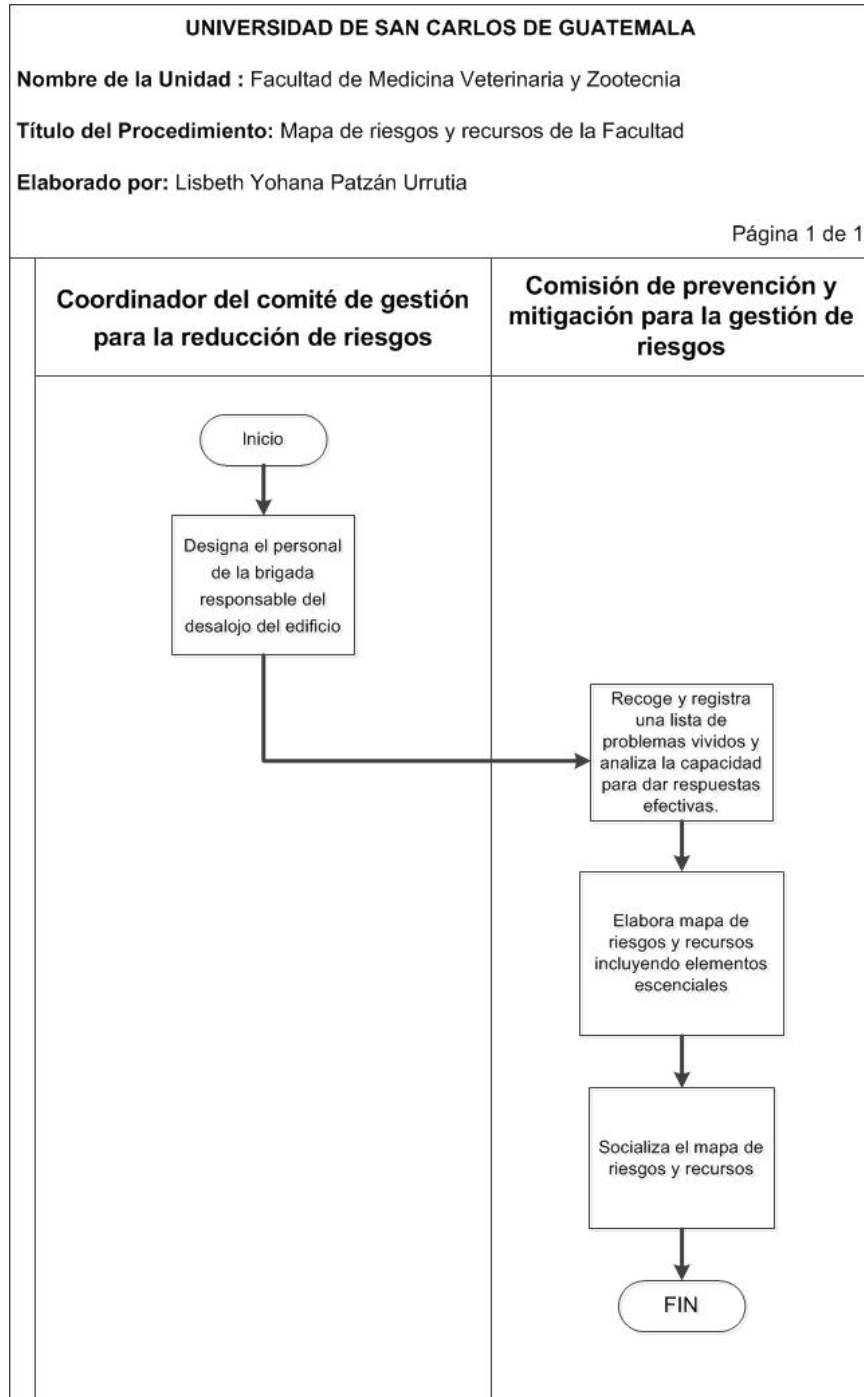 UNIVERSIDAD DE SAN CARLOS DE GUATEMALA
Nombre de la Unidad : Facultad de Medicina Veterinaria y Zootecnia
Título del Procedimiento: Mapa de riesgos y recursos de la Facultad
Elaborado por: Lisbeth Yohana Patzán Urrutia
Página 1 de 1
Coordinador del comité de gestión
para la reducción de riesgos
Comisión de prevención y
mitigación para la gestión de
riesgos
Inicio
Designa el personal
de la brigada
responsable del
desalojo del edificio
Recoge y registra
una lista de
problemas vividos y
analiza la capacidad
para dar respuestas
efectivas.
Elabora mapa de
riesgos y recursos
incluyendo elementos
escenciales
Socializa el mapa de
riesgos y recursos
FIN